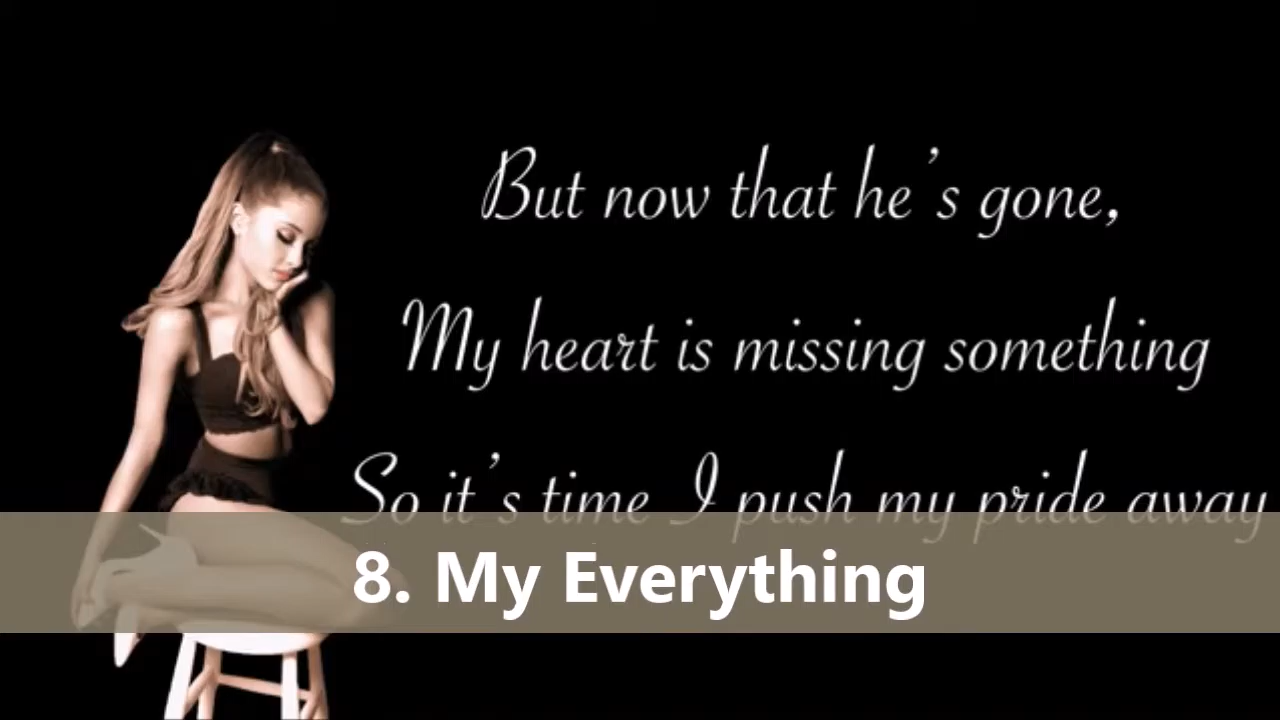 But now that he's gone,
My heart is missing something
So it's time I push my pride away
8. My Everything